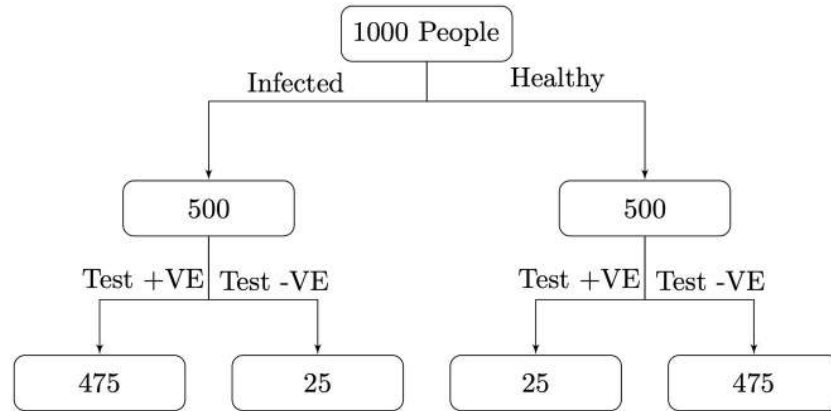 1000 People
Infected Healthy
500 500
Test +VE Test -VE Test +VE Test -VE
475 25 25 475